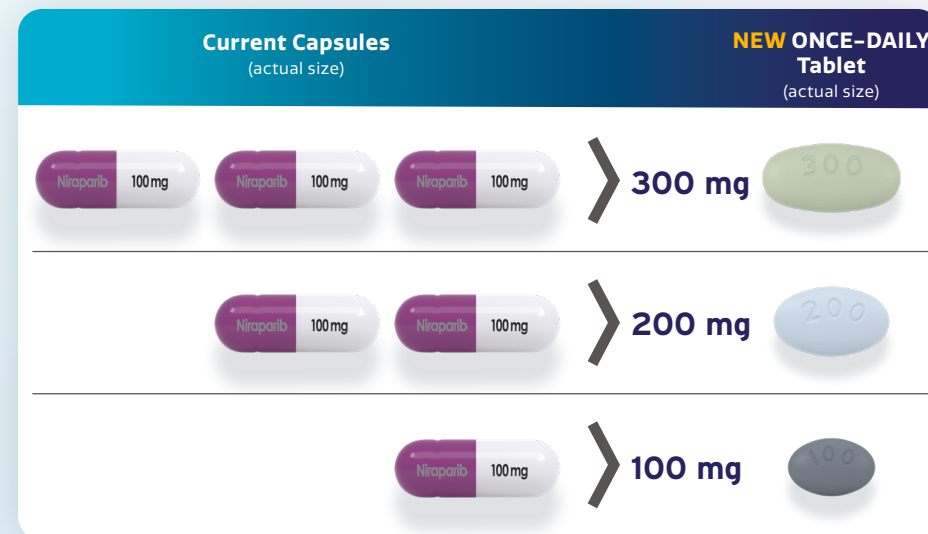 Current Capsules
(actual size)
NEW ONCE-DAILY
Tablet
(actual size)
Niraparib 100 mg Niraparib 100 mg Niraparib 100 mg 300 mg 300
Niraparib 100 mg Niraparib 100 mg 200 mg 200
Niraparib 100 mg 100 mg 100